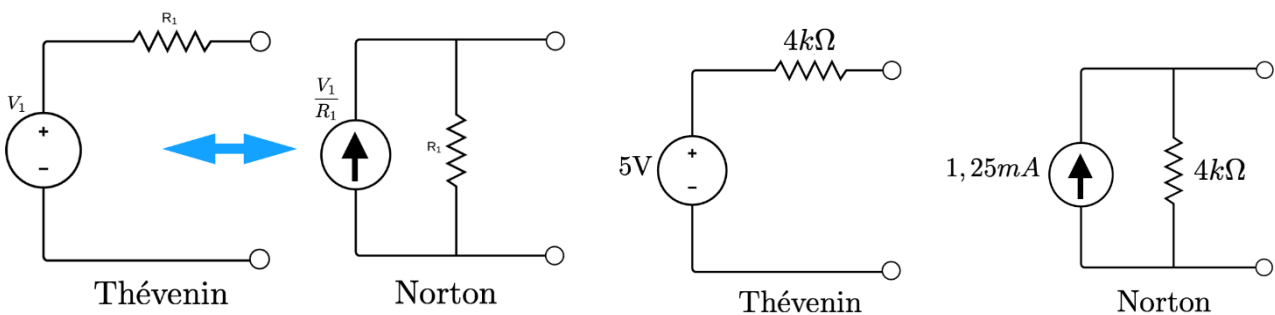 R₁
V₁
+
−
Thévenin
V₁/R₁
R₁
Norton
4kΩ
5V
+
−
Thévenin
1,25mA
4kΩ
Norton